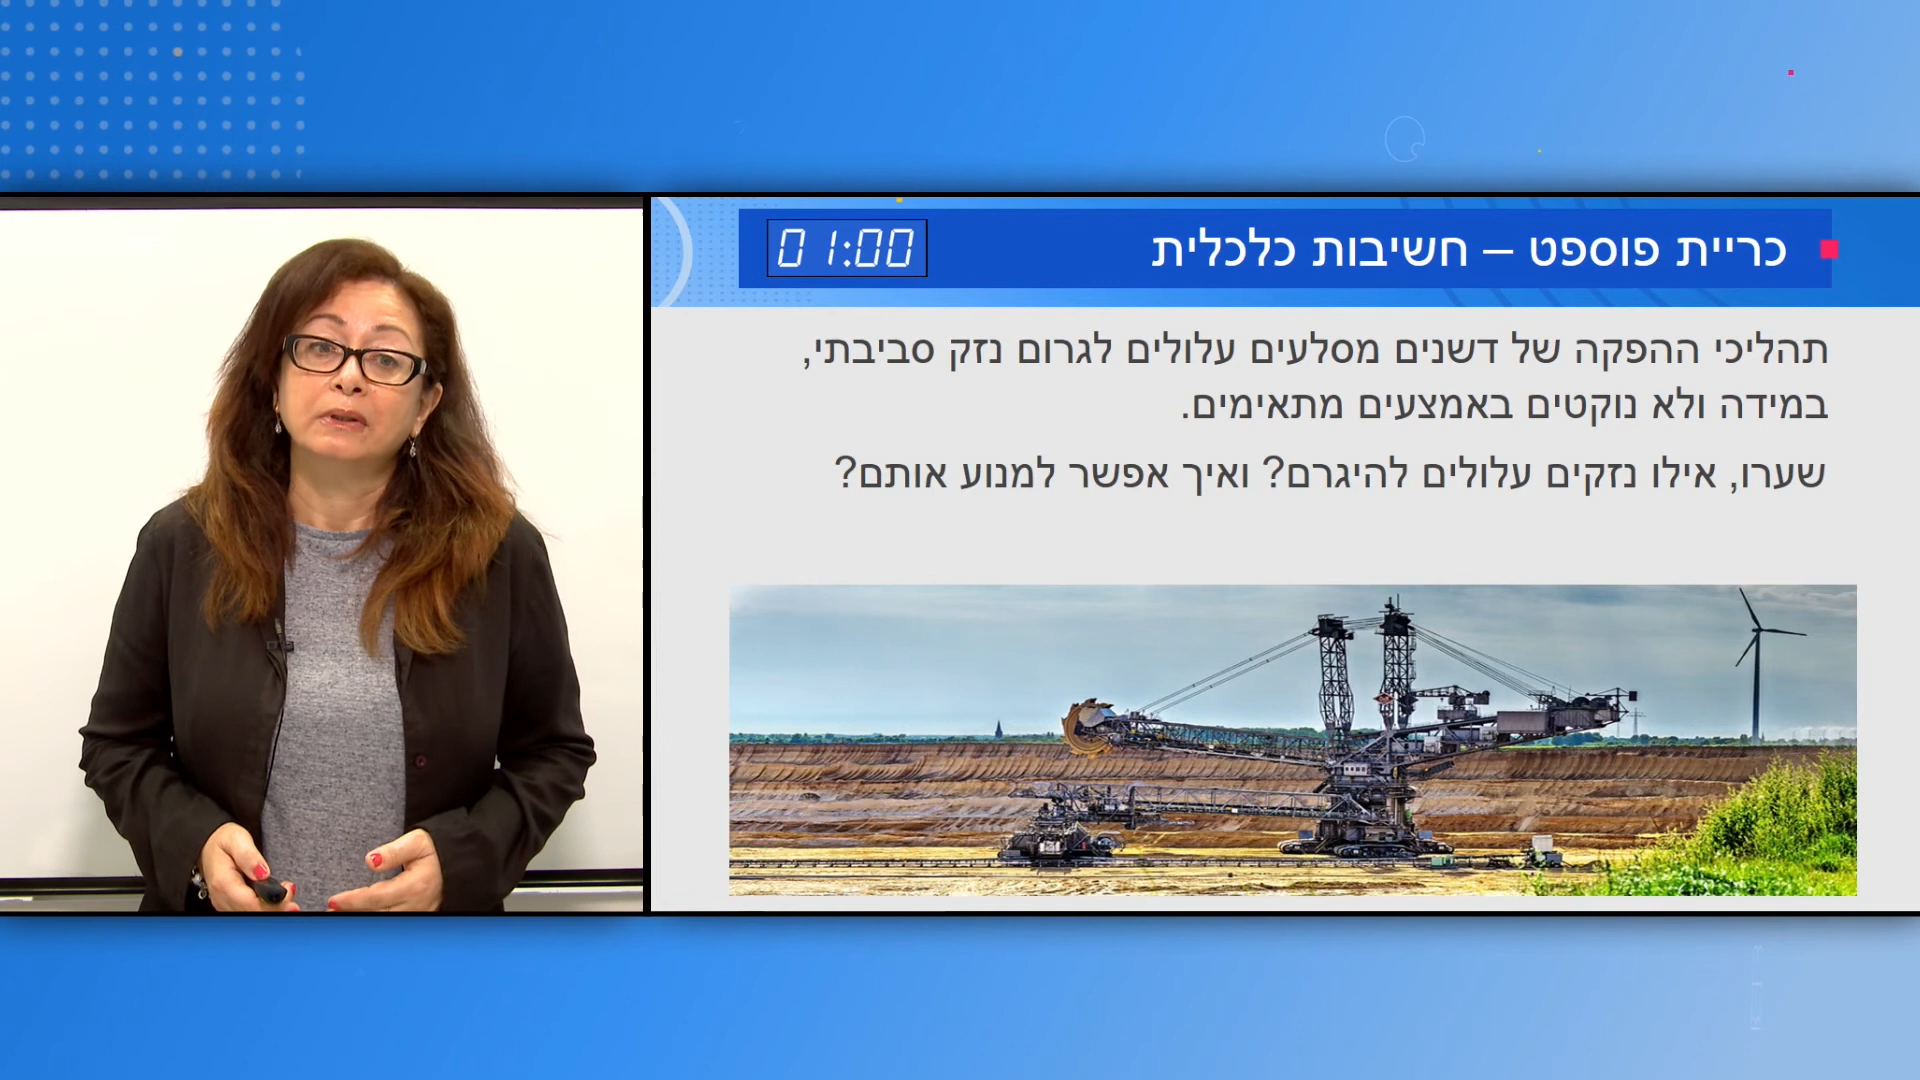 כריית פוספט – חשיבות כלכלית
01:00
תהליכי ההפקה של דשנים מסלעים עלולים לגרום נזק סביבתי,
במידה ולא נוקטים באמצעים מתאימים.
שערו, אילו נזקים עלולים להיגרם? ואיך אפשר למנוע אותם?